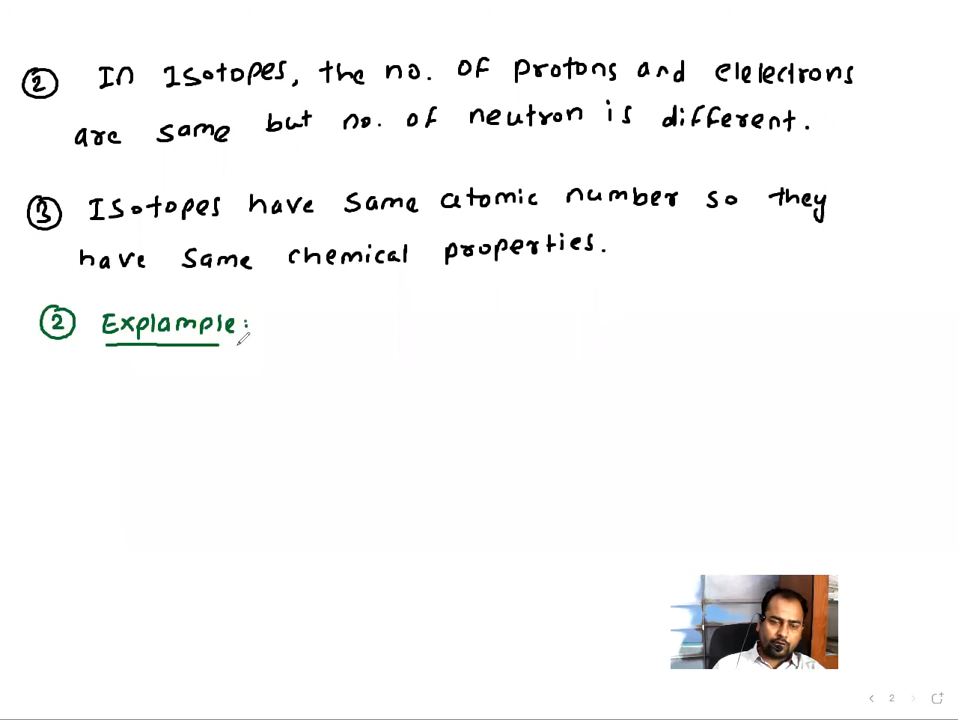 ② In Isotopes, the no. of protons and elelectrons
are same but no. of neutron is different.
③ Isotopes have same atomic number so they
have same chemical properties.
② Explample:
2